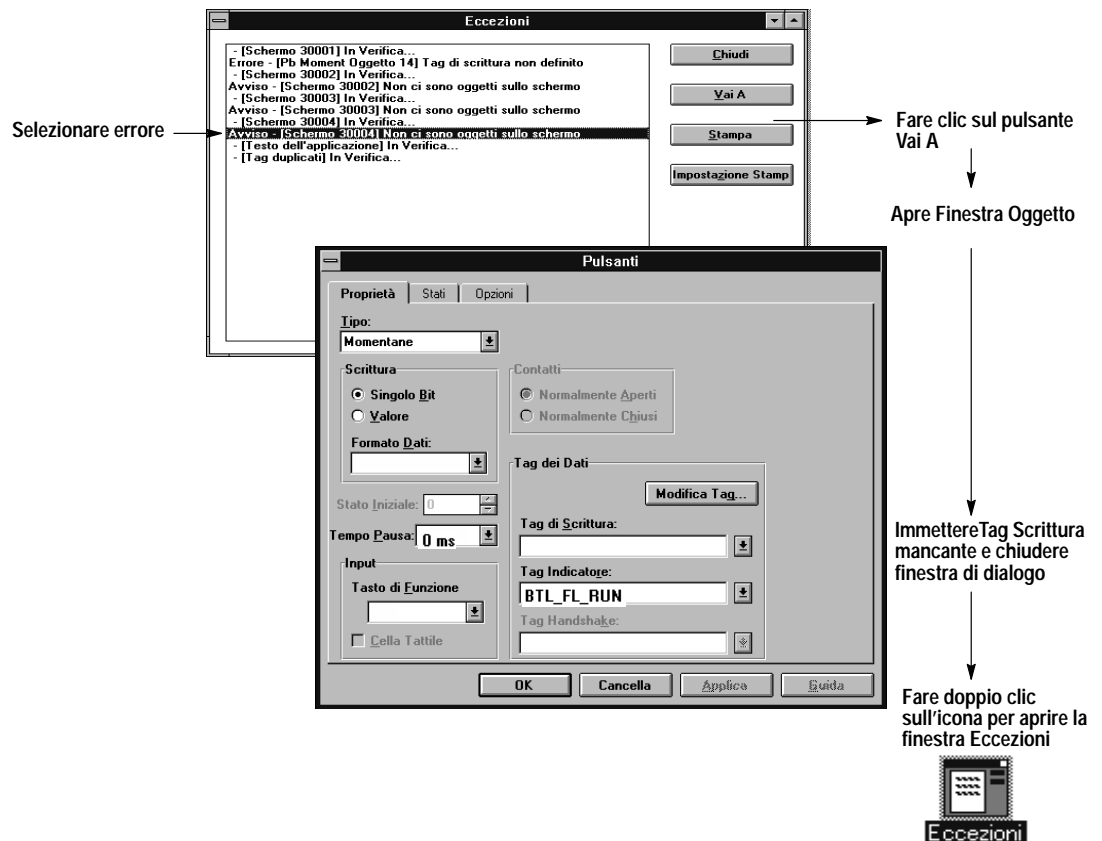 Eccezioni
- [Schermo 30001] In Verifica...
Errore - [Pb Moment Oggetto 14] Tag di scrittura non definito
- [Schermo 30002] In Verifica...
Avviso - [Schermo 30002] Non ci sono oggetti sullo schermo
- [Schermo 30003] In Verifica...
Avviso - [Schermo 30003] Non ci sono oggetti sullo schermo
- [Schermo 30004] In Verifica...
Avviso - [Schermo 30004] Non ci sono oggetti sullo schermo
- [Testo dell'applicazione] In Verifica...
- [Tag duplicati] In Verifica...
Chiudi
Vai A
Stampa
Impostazione Stamp
Selezionare errore
Fare clic sul pulsante
Vai A
Apre Finestra Oggetto
Pulsanti
Proprietà
Stati
Opzioni
Tipo:
Momentane
Scrittura
Singolo Bit
Valore
Formato Dati:
Contatti
Normalmente Aperti
Normalmente Chiusi
Stato Iniziale: 0
Tempo Pausa: 0 ms
Input
Tasto di Funzione
Cella Tattile
Tag dei Dati
Modifica Tag...
Tag di Scrittura:
Tag Indicatore:
BTL_FL_RUN
Tag Handshake:
OK
Cancella
Applica
Guida
ImmettereTag Scrittura
mancante e chiudere
finestra di dialogo
Fare doppio clic
sull'icona per aprire la
finestra Eccezioni
Eccezioni